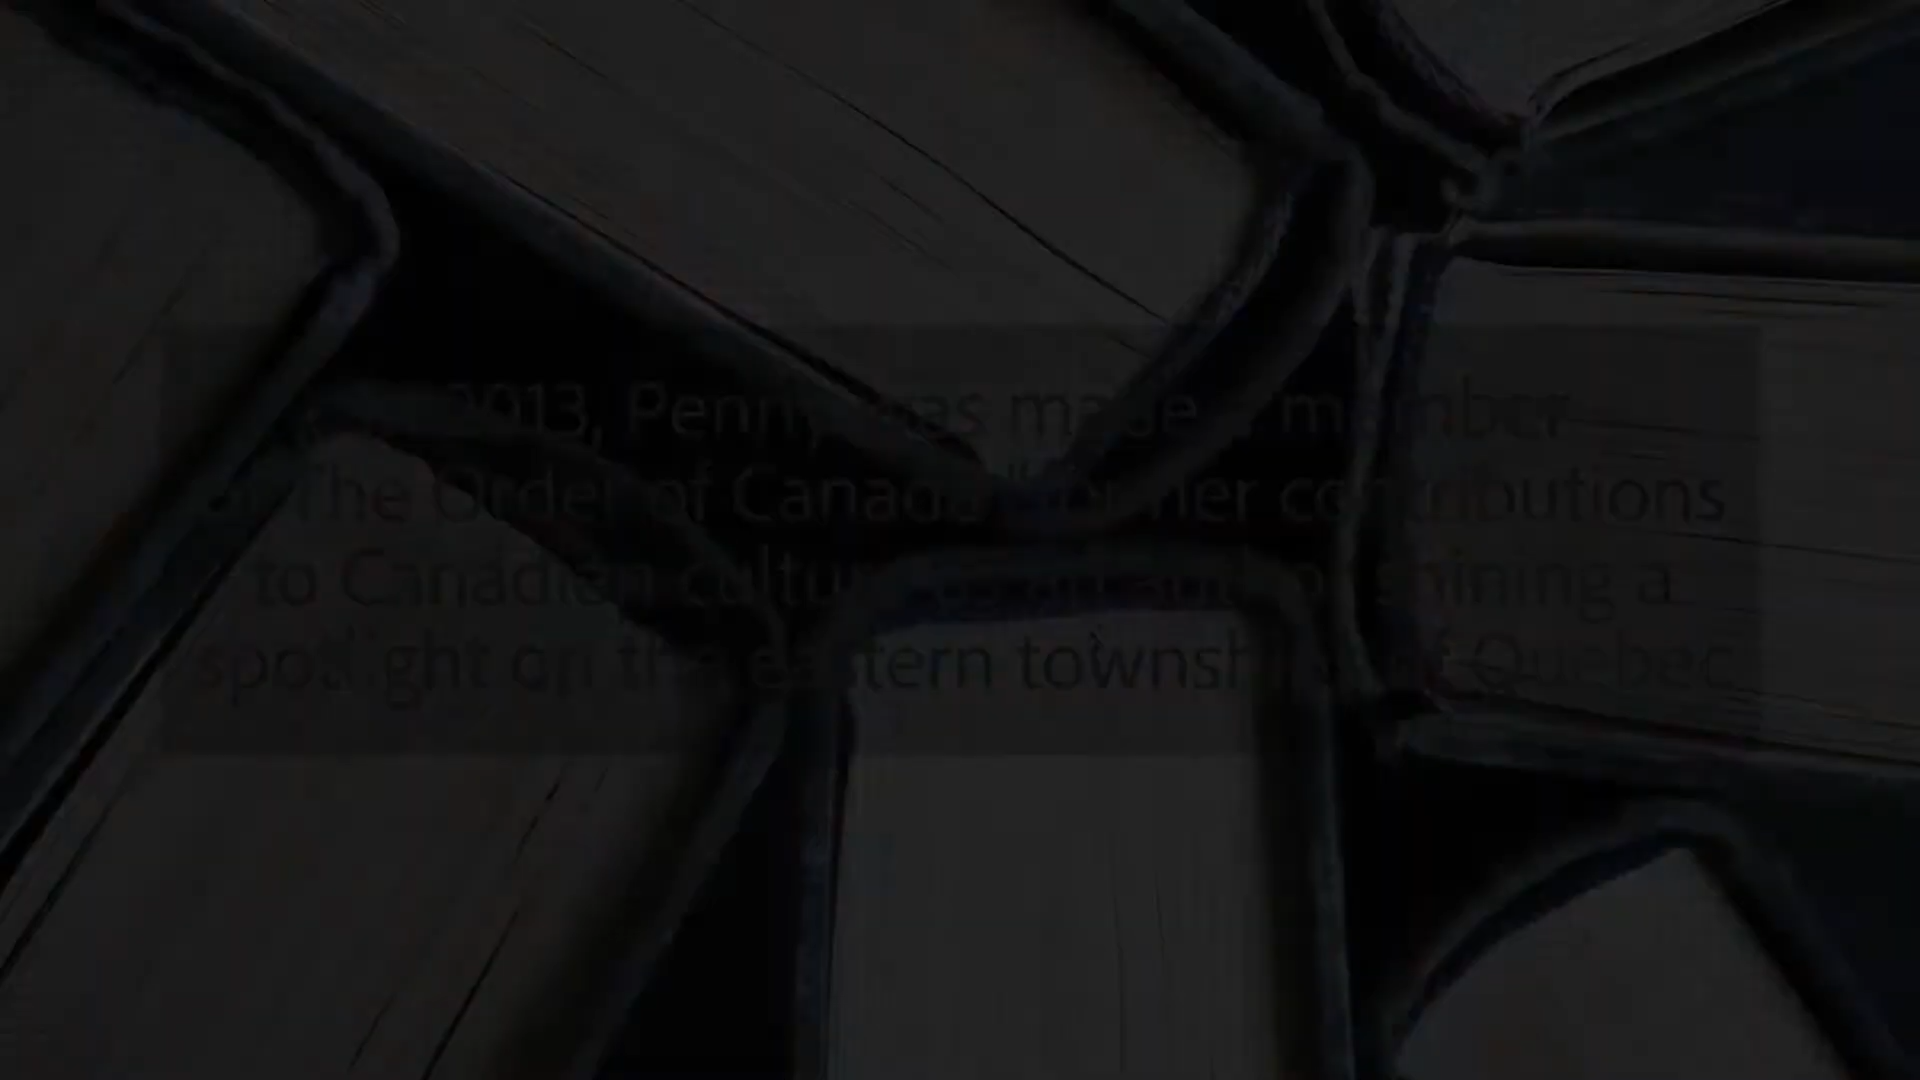 2013, Penny was made a member
of The Order of Canada "for her contributions
to Canadian culture shining a
spotlight on the eastern townships of Quebec